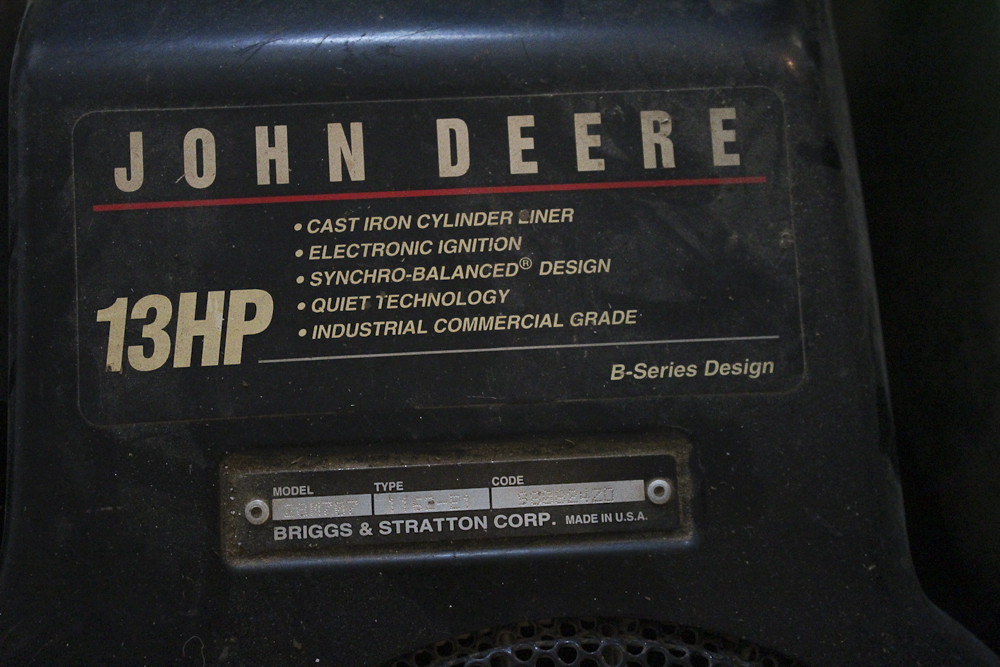 JOHN DEERE
• CAST IRON CYLINDER LINER
• ELECTRONIC IGNITION
• SYNCHRO-BALANCED® DESIGN
• QUIET TECHNOLOGY
• INDUSTRIAL COMMERCIAL GRADE
13HP
B-Series Design
MODEL TYPE CODE
BRIGGS & STRATTON CORP. MADE IN U.S.A.